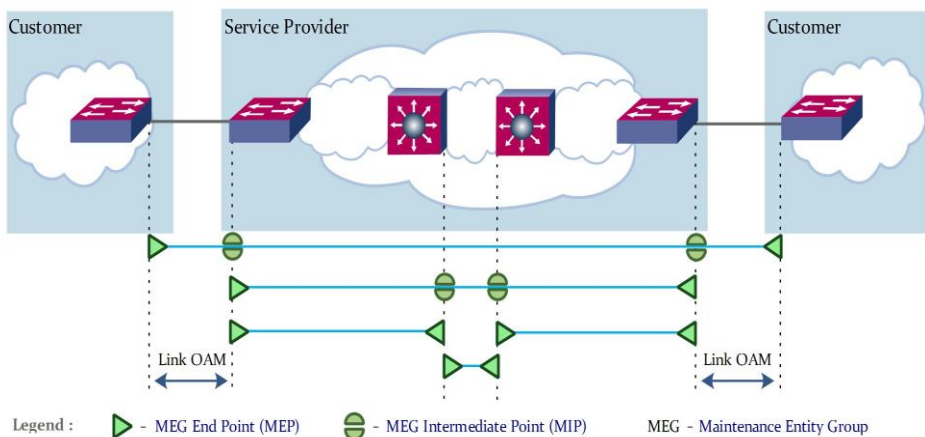 Customer
Service Provider
Customer
Link OAM
Link OAM
Legend :
- MEG End Point (MEP)
- MEG Intermediate Point (MIP)
MEG - Maintenance Entity Group